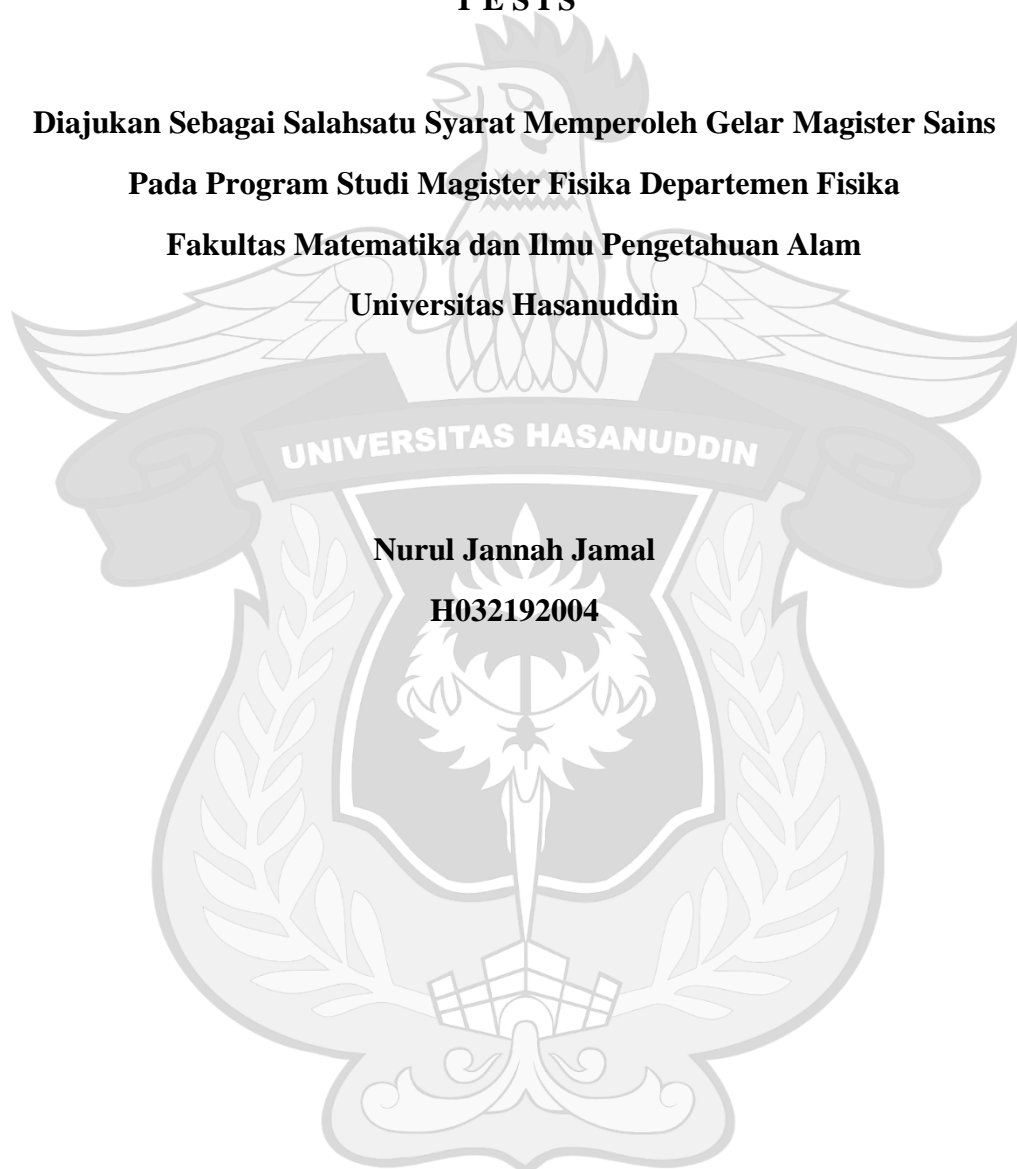 T E S I S
Diajukan Sebagai Salahsatu Syarat Memperoleh Gelar Magister Sains
Pada Program Studi Magister Fisika Departemen Fisika
Fakultas Matematika dan Ilmu Pengetahuan Alam
Universitas Hasanuddin
UNIVERSITAS HASANUDDIN
Nurul Jannah Jamal
H032192004